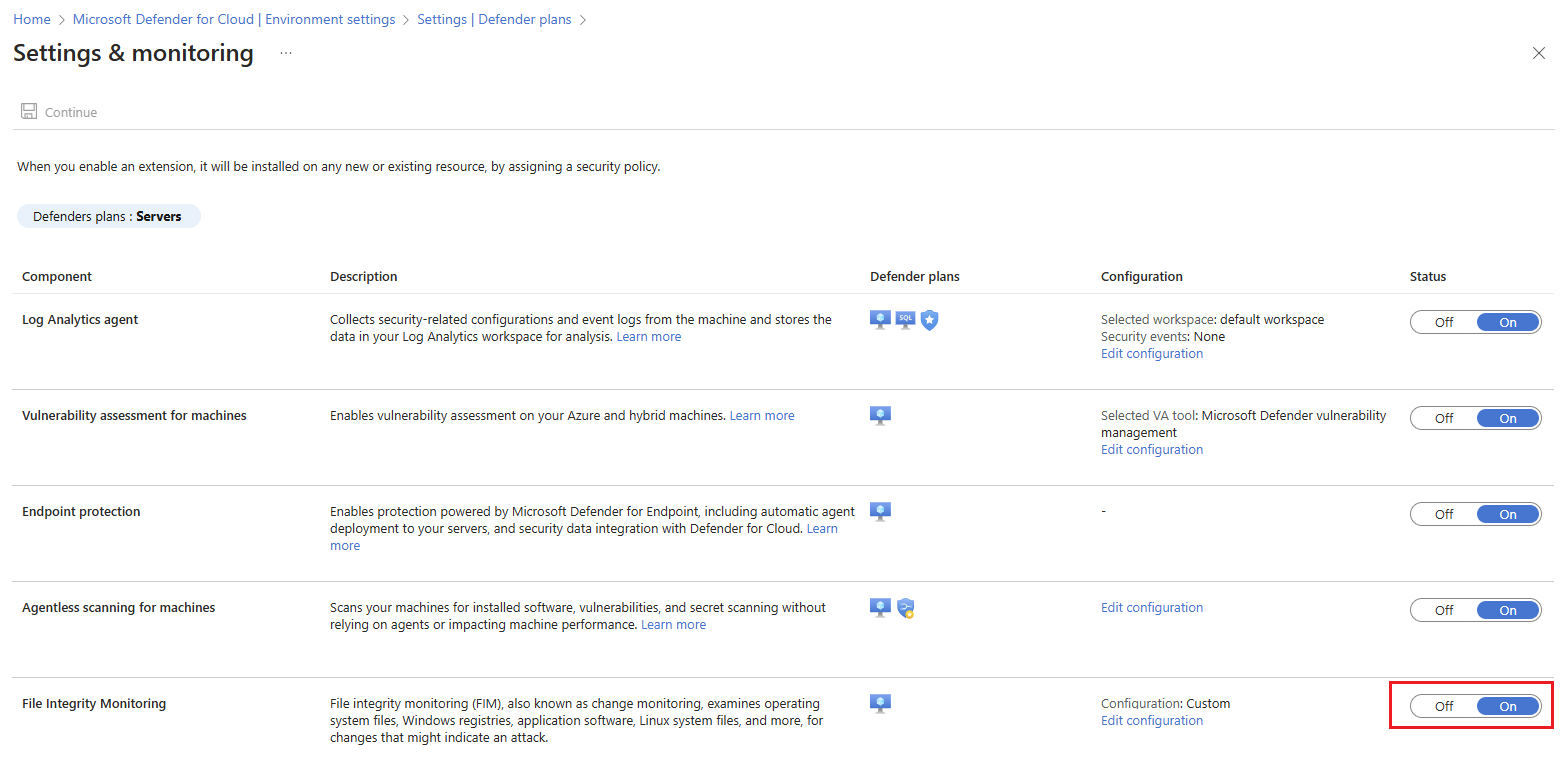 Home > Microsoft Defender for Cloud | Environment settings > Settings | Defender plans >
Settings & monitoring ...
Continue
When you enable an extension, it will be installed on any new or existing resource, by assigning a security policy.
Defenders plans : Servers
Component Description Defender plans Configuration Status
Log Analytics agent
Collects security-related configurations and event logs from the machine and stores the
data in your Log Analytics workspace for analysis. Learn more
SQL
Selected workspace: default workspace
Security events: None
Edit configuration
Off On
Vulnerability assessment for machines
Enables vulnerability assessment on your Azure and hybrid machines. Learn more
Selected VA tool: Microsoft Defender vulnerability
management
Edit configuration
Off On
Endpoint protection
Enables protection powered by Microsoft Defender for Endpoint, including automatic agent
deployment to your servers, and security data integration with Defender for Cloud. Learn
more
-
Off On
Agentless scanning for machines
Scans your machines for installed software, vulnerabilities, and secret scanning without
relying on agents or impacting machine performance. Learn more
Edit configuration
Off On
File Integrity Monitoring
File integrity monitoring (FIM), also known as change monitoring, examines operating
system files, Windows registries, application software, Linux system files, and more, for
changes that might indicate an attack.
Configuration: Custom
Edit configuration
Off On